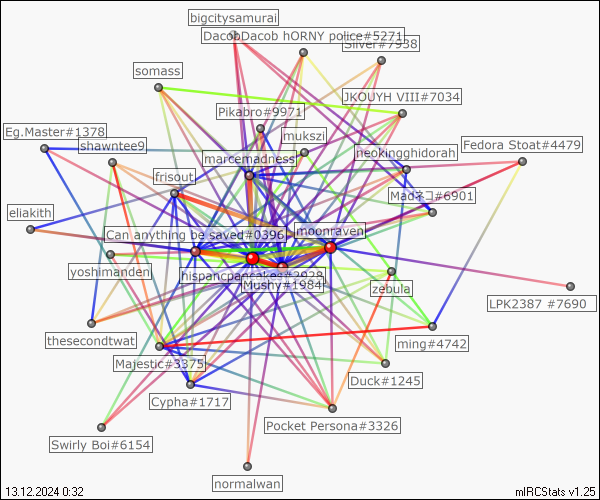 bigcitysamurai
DacobDacob hORNY police#5271
Silver#7938
somass
JKOUYH VIII#7034
Pikabro#9971
Eg.Master#1378
mukszi
shawntee9
Fedora Stoat#4479
marcemadness
neokingghidorah
frisout
Madネコ#6901
eliakith
Can anything be saved#0396
moonraven
yoshimanden
Mushy#1984
zebula
LPK2387 #7690
thesecondtwat
ming#4742
Majestic#3375
Duck#1245
Cypha#1717
Pocket Persona#3326
Swirly Boi#6154
normalwan
13.12.2024 0:32
mIRCStats v1.25